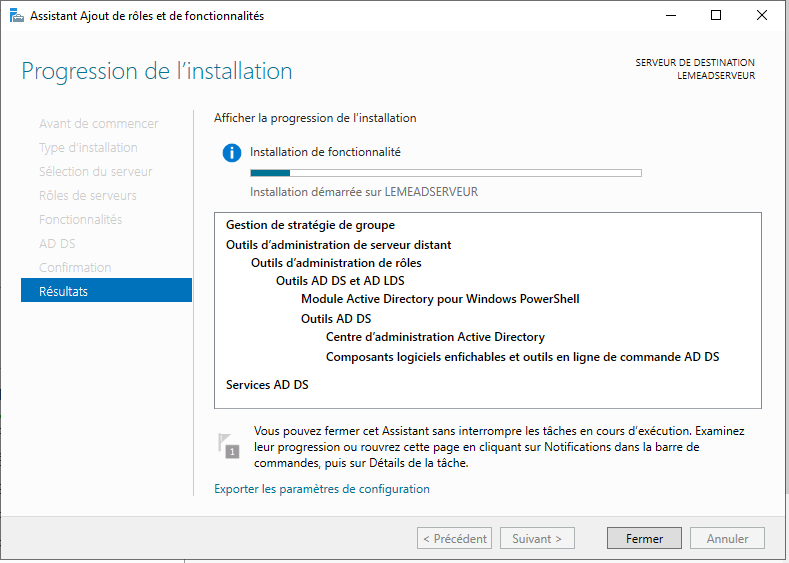 Assistant Ajout de rôles et de fonctionnalités
Progression de l'installation
SERVEUR DE DESTINATION
LEMEADSERVEUR
Avant de commencer
Type d'installation
Sélection du serveur
Rôles de serveurs
Fonctionnalités
AD DS
Confirmation
Résultats
Afficher la progression de l'installation
Installation de fonctionnalité
Installation démarrée sur LEMEADSERVEUR
Gestion de stratégie de groupe
Outils d'administration de serveur distant
Outils d'administration de rôles
Outils AD DS et AD LDS
Module Active Directory pour Windows PowerShell
Outils AD DS
Centre d'administration Active Directory
Composants logiciels enfichables et outils en ligne de commande AD DS
Services AD DS
1
Vous pouvez fermer cet Assistant sans interrompre les tâches en cours d'exécution. Examinez
leur progression ou rouvrez cette page en cliquant sur Notifications dans la barre de
commandes, puis sur Détails de la tâche.
Exporter les paramètres de configuration
< Précédent
Suivant >
Fermer
Annuler